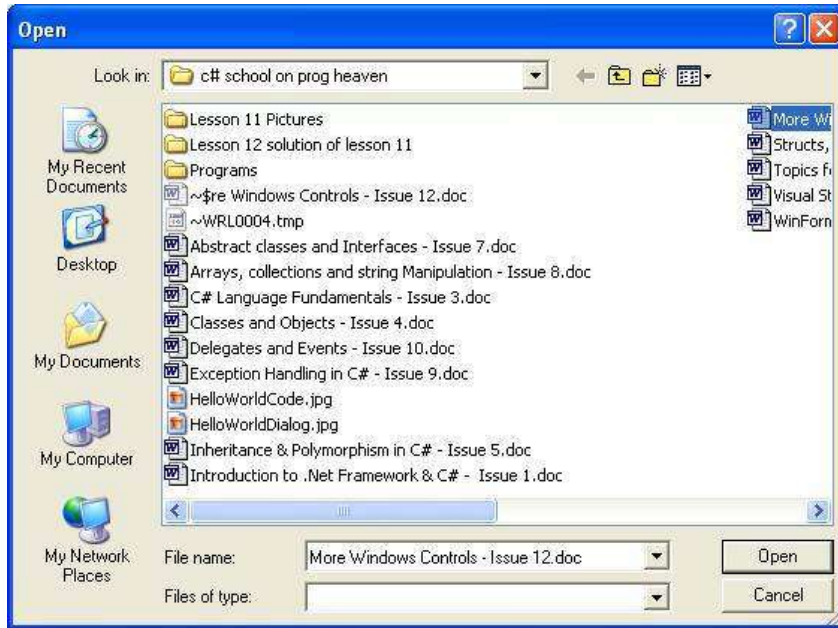 Open
Look in:
c# school on prog heaven
My Recent
Documents
Desktop
My Documents
My Computer
My Network
Places
Lesson 11 Pictures
Lesson 12 solution of lesson 11
Programs
~$re Windows Controls - Issue 12.doc
~WRL0004.tmp
Abstract classes and Interfaces - Issue 7.doc
Arrays, collections and string Manipulation - Issue 8.doc
C# Language Fundamentals - Issue 3.doc
Classes and Objects - Issue 4.doc
Delegates and Events - Issue 10.doc
Exception Handling in C# - Issue 9.doc
HelloWorldCode.jpg
HelloWorldDialog.jpg
Inheritance & Polymorphism in C# - Issue 5.doc
Introduction to .Net Framework & C# - Issue 1.doc
More Wi
Structs,
Topics f
Visual St
WinForn
File name:
More Windows Controls - Issue 12.doc
Open
Files of type:
Cancel